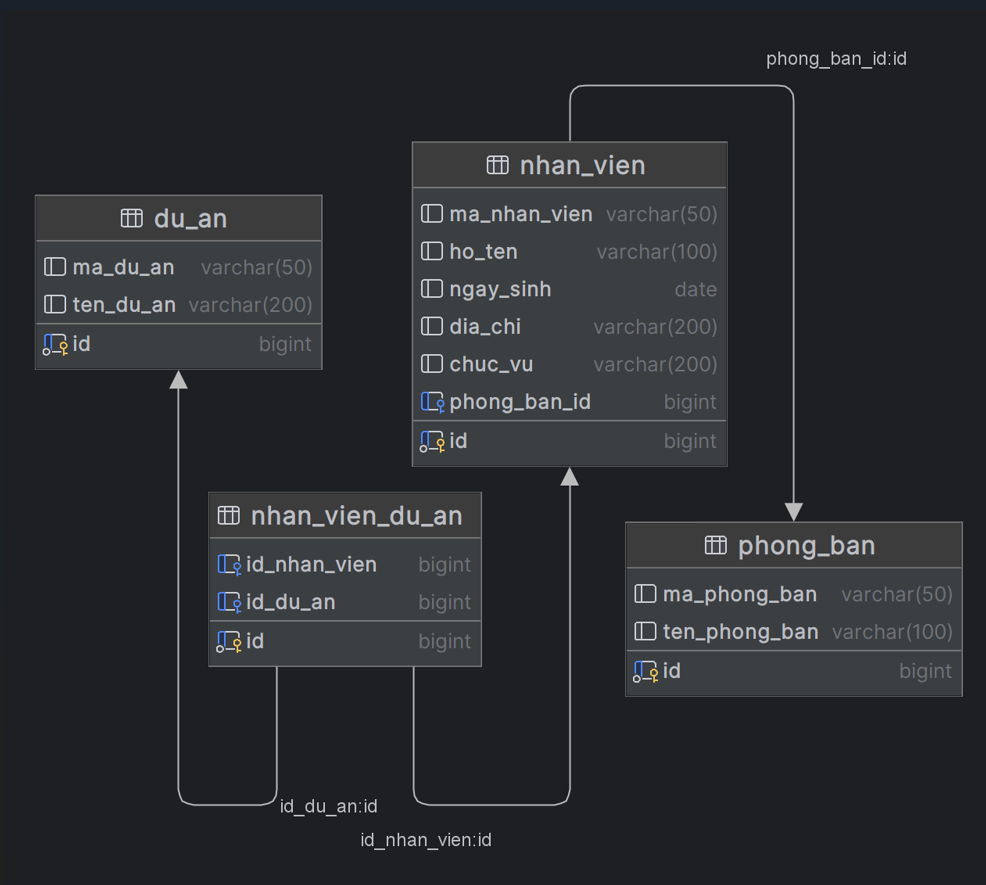 phong_ban_id:id
nhan_vien
ma_nhan_vien varchar(50)
ho_ten varchar(100)
ngay_sinh date
dia_chi varchar(200)
chuc_vu varchar(200)
phong_ban_id bigint
id bigint
du_an
ma_du_an varchar(50)
ten_du_an varchar(200)
id bigint
nhan_vien_du_an
id_nhan_vien bigint
id_du_an bigint
id bigint
phong_ban
ma_phong_ban varchar(50)
ten_phong_ban varchar(100)
id bigint
id_du_an:id
id_nhan_vien:id